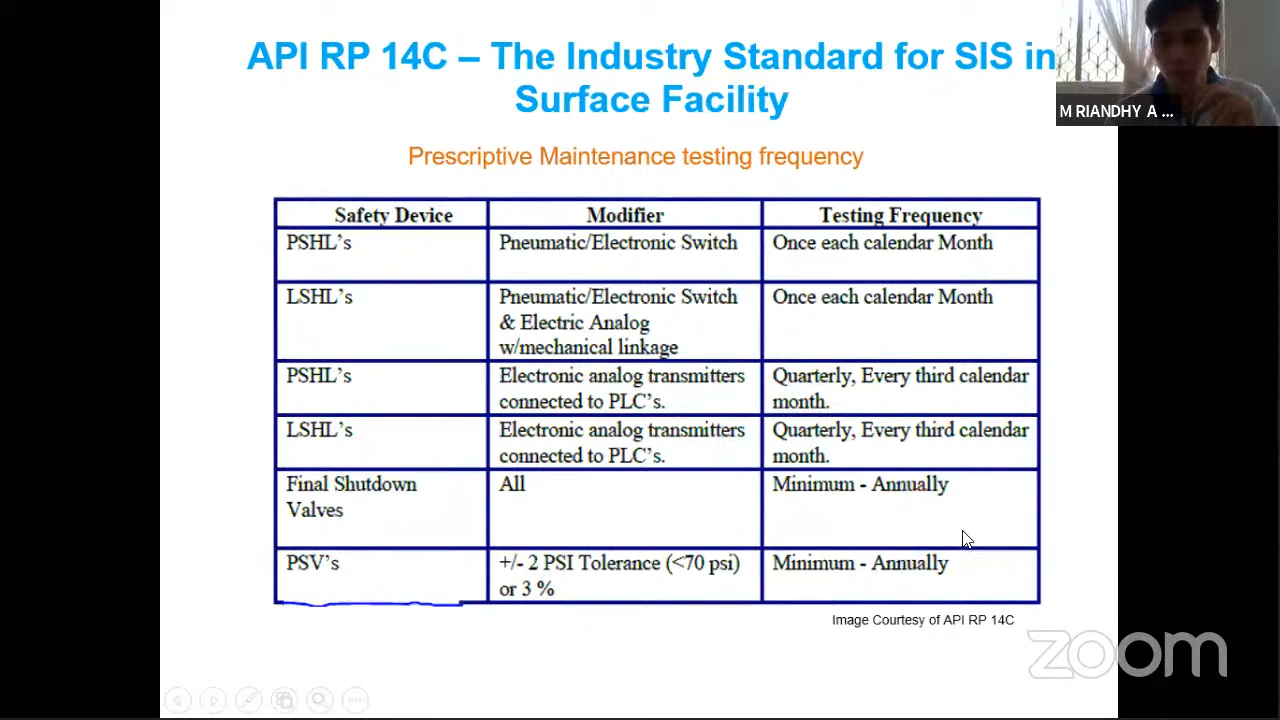 API RP 14C – The Industry Standard for SIS in
Surface Facility
M RIANDHY A ...
Prescriptive Maintenance testing frequency
Safety Device Modifier Testing Frequency
PSHL's Pneumatic/Electronic Switch Once each calendar Month
LSHL's Pneumatic/Electronic Switch Once each calendar Month
& Electric Analog
w/mechanical linkage
PSHL's Electronic analog transmitters Quarterly, Every third calendar
connected to PLC's. month.
LSHL's Electronic analog transmitters Quarterly, Every third calendar
connected to PLC's. month.
Final Shutdown All Minimum - Annually
Valves
PSV's +/- 2 PSI Tolerance (<70 psi) Minimum - Annually
or 3 %
Image Courtesy of API RP 14C
zoom